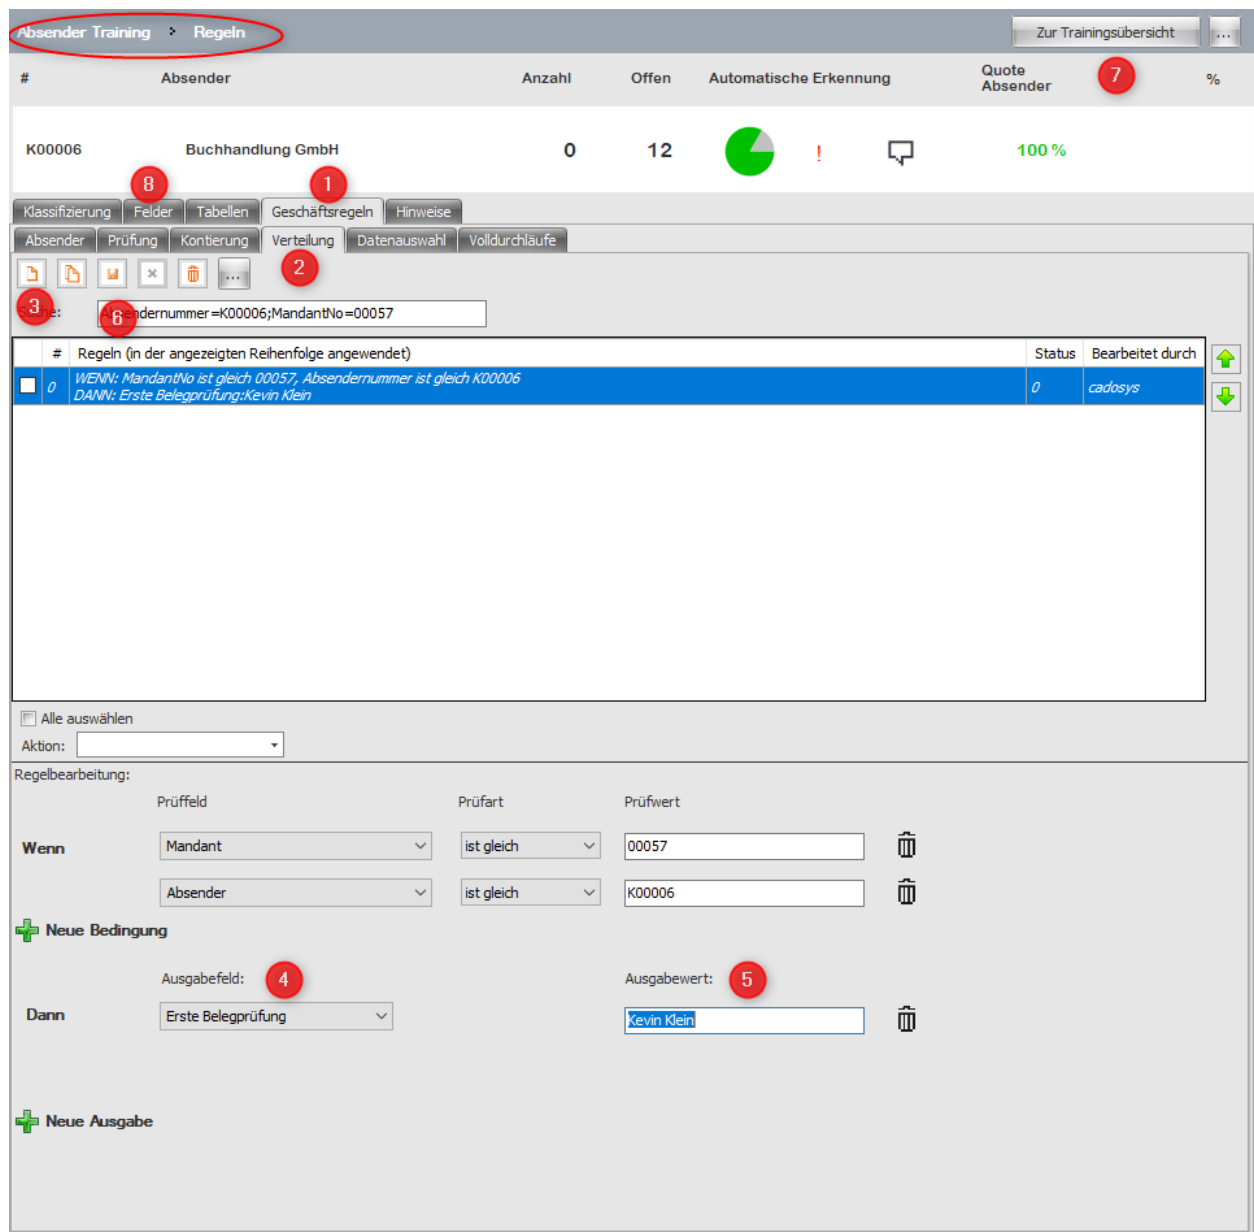 Absender Training > Regeln
Zur Trainingsübersicht ...
# Absender Anzahl Offen Automatische Erkennung Quote Absender 7 %
K00006 Buchhandlung GmbH 0 12 ! 100 %
8 1
Klassifizierung Felder Tabellen Geschäftsregeln Hinweise
Absender Prüfung Kontierung Verteilung Datenauswahl Volldurchläufe
... 2
3 6
Absendernummer=K00006;MandantNo=00057
# Regeln (in der angezeigten Reihenfolge angewendet) Status Bearbeitet durch
0 WENN: MandantNo ist gleich 00057, Absendernummer ist gleich K00006 0 cadosys
DANN: Erste Belegprüfung:Kevin Klein
Alle auswählen
Aktion:
Regelbearbeitung:
Prüffeld Prüfart Prüfwert
Wenn Mandant ist gleich 00057
Absender ist gleich K00006
Neue Bedingung
Ausgabefeld: 4 Ausgabewert: 5
Dann Erste Belegprüfung Kevin Klein
Neue Ausgabe